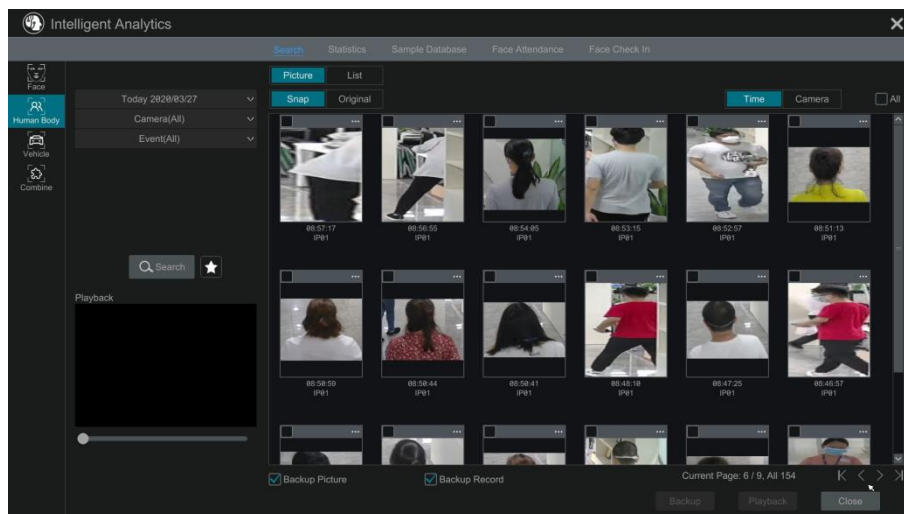 Intelligent Analytics
Search Statistics Sample Database Face Attendance Face Check In
Face
Human Body
Vehicle
Combine
Today 2020/03/27
Camera(All)
Event(All)
Search
Playback
Picture List
Snap Original
Time Camera All
08:57:17 08:56:55 08:54:05 08:53:15 08:52:57 08:51:13
IP01 IP01 IP01 IP01 IP01 IP01
08:50:59 08:50:44 08:50:41 08:48:10 08:47:25 08:46:57
IP01 IP01 IP01 IP01 IP01 IP01
Backup Picture Backup Record
Current Page: 6 / 9, All 154
Backup Playback Close